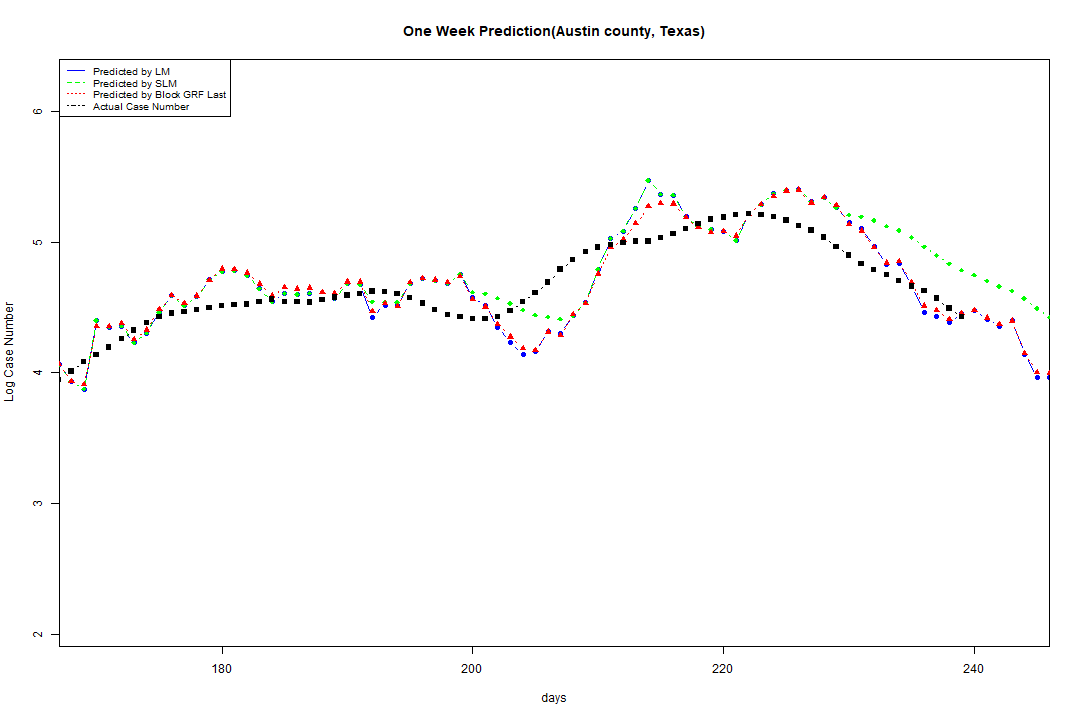 One Week Prediction(Austin county, Texas)
Predicted by LM
Predicted by SLM
Predicted by Block GRF Last
Actual Case Number
6
5
4
3
2
Log Case Number
180
200
220
240
days